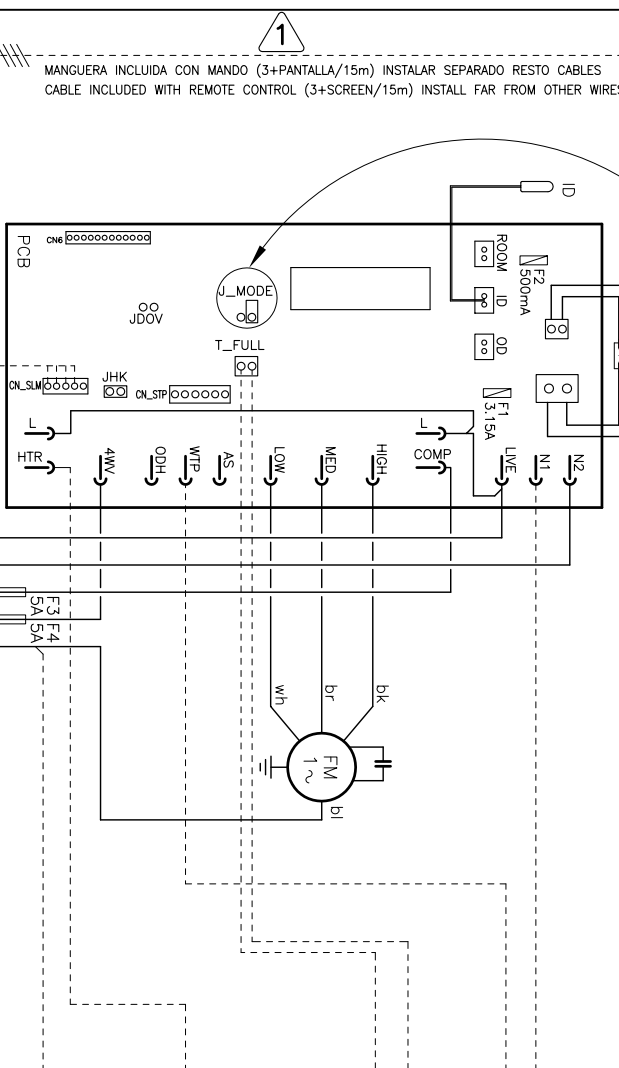 1
MANGUERA INCLUIDA CON MANDO (3+PANTALLA/15m) INSTALAR SEPARADO RESTO CABLES
CABLE INCLUDED WITH REMOTE CONTROL (3+SCREEN/15m) INSTALL FAR FROM OTHER WIRES
ID
PCB
CN6
ROOM
F2
500mA
J_MODE
ID
JDOV
T_FULL
OD
CN_SLM
JHK
CN_STP
F1
3.15A
L
L
HTR
4WV
ODH
WTP
AS
LOW
MED
HIGH
COMP
LIVE
N1
N2
F3
5A
F4
5A
wh
br
bk
FM
1~
bl